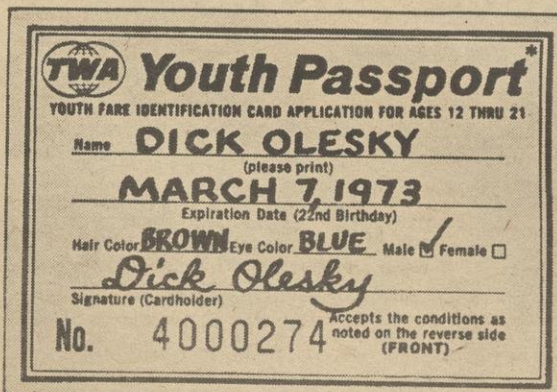 TWA Youth Passport*
YOUTH FARE IDENTIFICATION CARD APPLICATION FOR AGES 12 THRU 21
Name DICK OLESKY
(please print)
MARCH 7, 1973
Expiration Date (22nd Birthday)
Hair Color BROWN Eye Color BLUE Male ☑ Female ☐
Dick Olesky
Signature (Cardholder)
No. 4000274
Accepts the conditions as
noted on the reverse side
(FRONT)